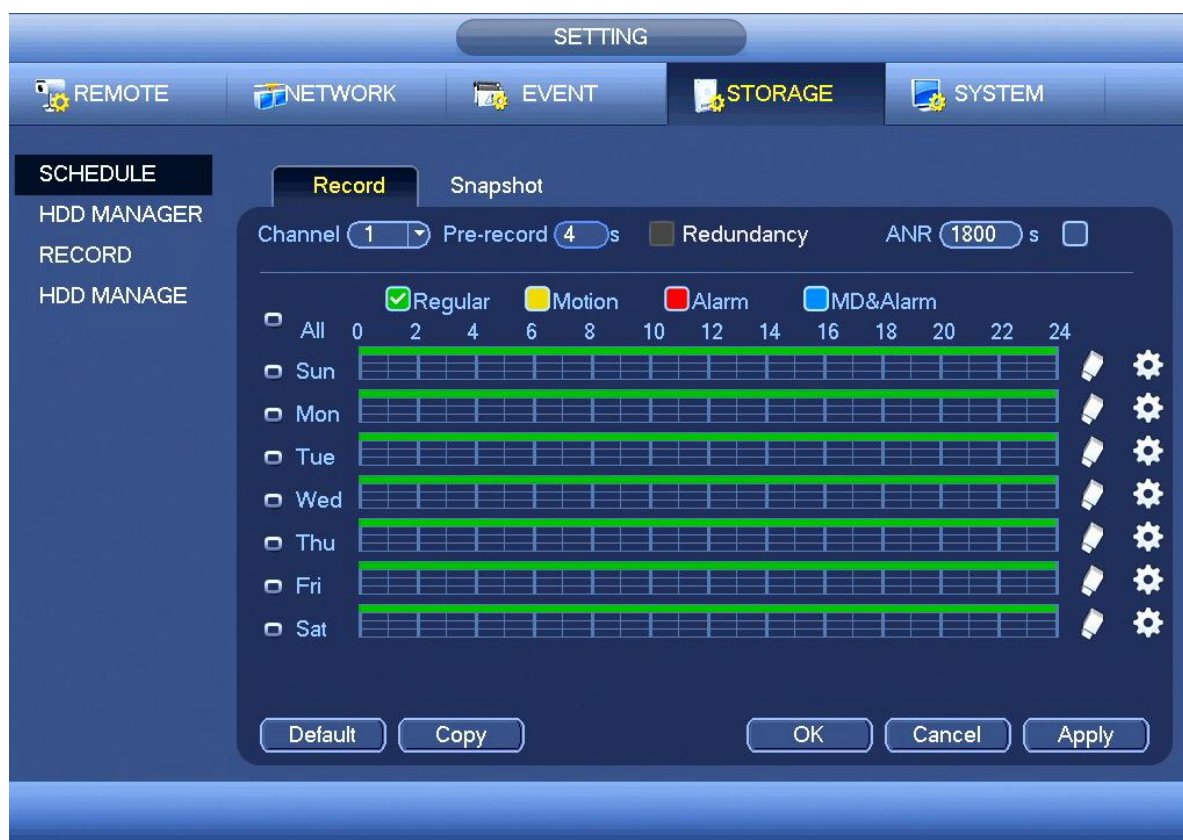 SETTING
REMOTE NETWORK EVENT STORAGE SYSTEM
SCHEDULE
HDD MANAGER
RECORD
HDD MANAGE
Record Snapshot
Channel 1 Pre-record 4 s Redundancy ANR 1800 s
Regular Motion Alarm MD&Alarm
All 0 2 4 6 8 10 12 14 16 18 20 22 24
Sun
Mon
Tue
Wed
Thu
Fri
Sat
Default Copy OK Cancel Apply